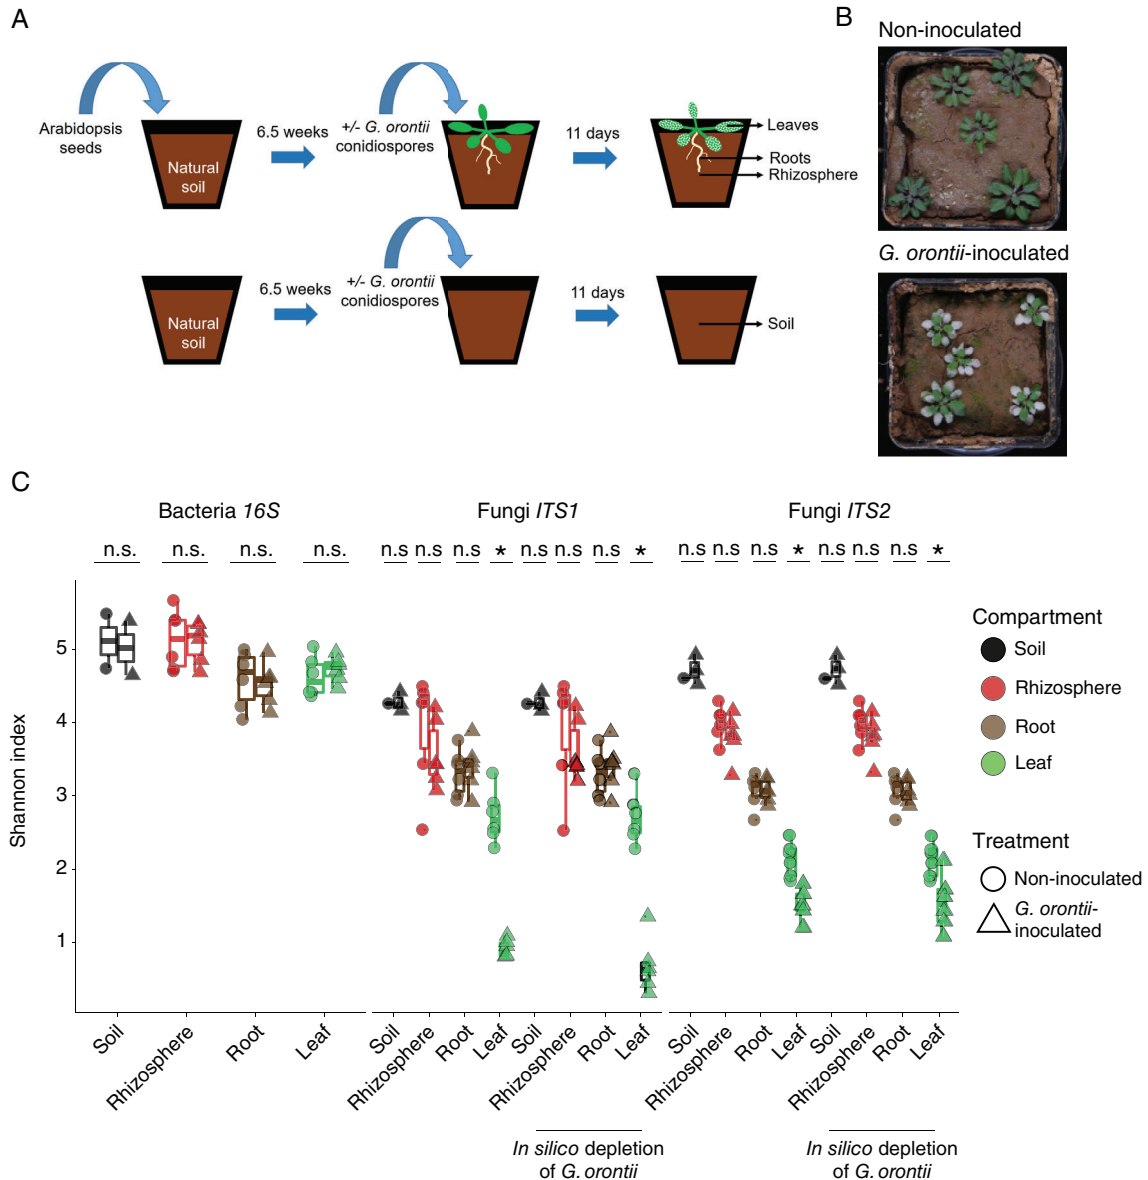 A
Arabidopsis
seeds
Natural
soil
6.5 weeks
+/- G. orontii
conidiospores
11 days
Leaves
Roots
Rhizosphere
Natural
soil
6.5 weeks
+/- G. orontii
conidiospores
11 days
Soil
B
Non-inoculated
G. orontii-inoculated
C
Bacteria 16S
Fungi ITS1
Fungi ITS2
n.s. n.s. n.s. n.s. n.s n.s n.s * n.s n.s n.s * n.s n.s n.s * n.s n.s n.s *
Shannon index
5
4
3
2
1
Soil Rhizosphere Root Leaf Soil Rhizosphere Root Leaf Soil Rhizosphere Root Leaf Soil Rhizosphere Root Leaf Soil Rhizosphere Root Leaf
In silico depletion
of G. orontii
In silico depletion
of G. orontii
Compartment
Soil
Rhizosphere
Root
Leaf
Treatment
Non-inoculated
G. orontii-
inoculated